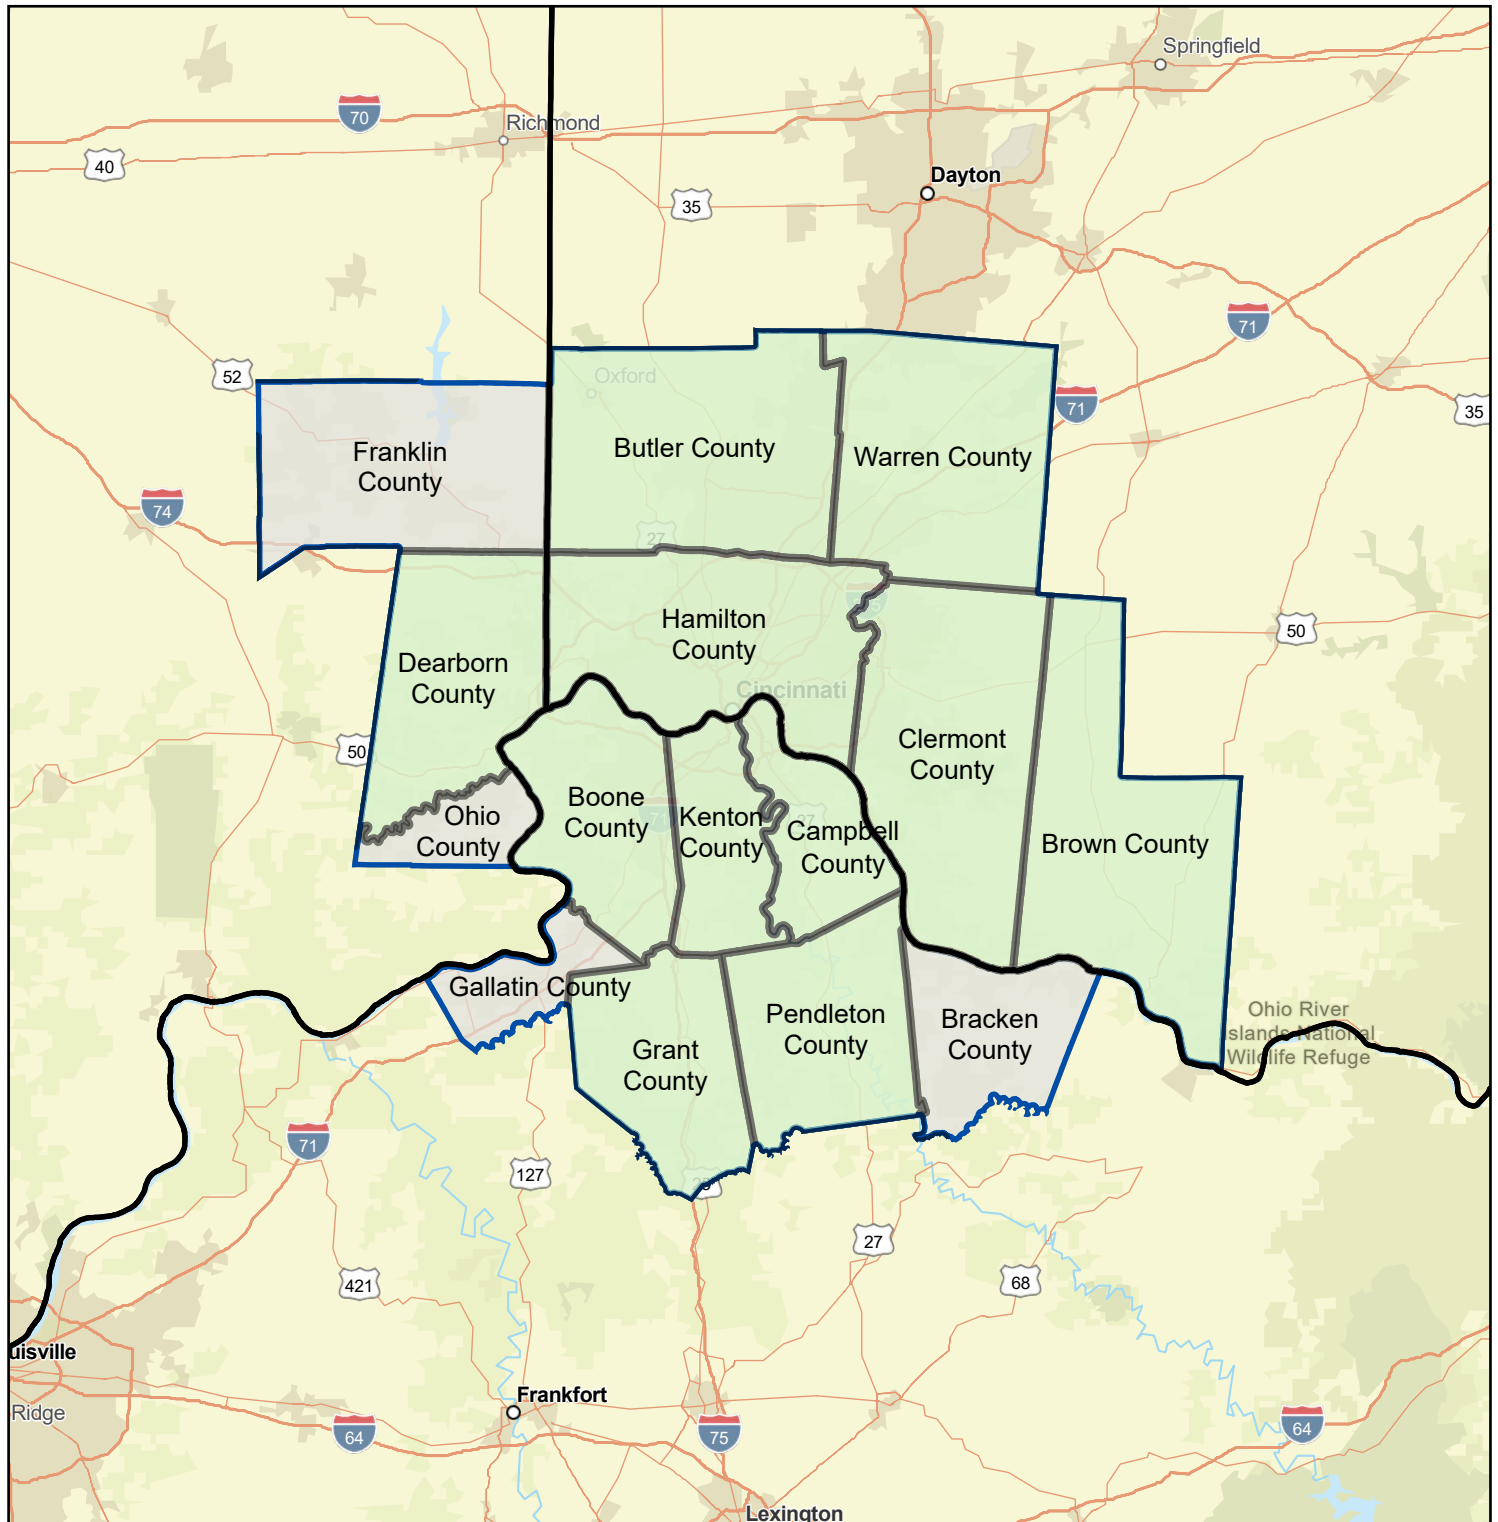 Springfield
70
Richmond
40
Dayton
35
71
52
Oxford
71
35
Franklin
County
Butler County
Warren County
74
27
Hamilton
County
50
Dearborn
County
Cincinnati
50
Clermont
County
Boone
County
71
Ohio
County
Kenton
County
27
Campbell
County
Brown County
Gallatin County
Ohio River
Islands National
Wildlife Refuge
Pendleton
County
Bracken
County
Grant
County
71
127
27
68
421
uisville
Frankfort
Ridge
64
75
64
Lexington